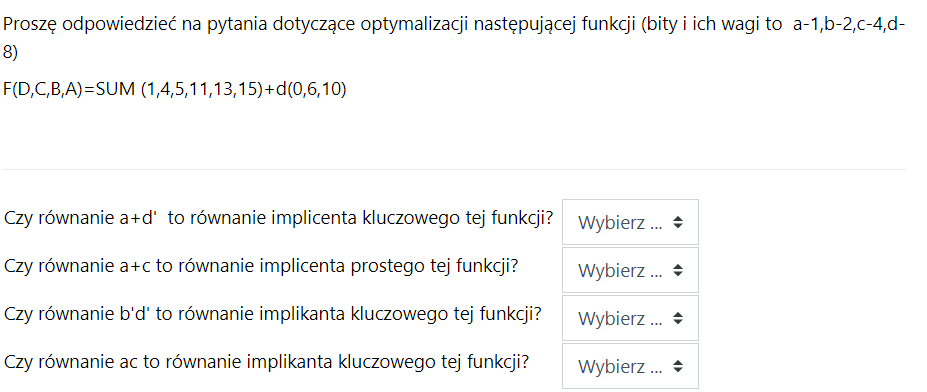 Proszę odpowiedzieć na pytania dotyczące optymalizacji następującej funkcji (bity i ich wagi to a-1,b-2,c-4,d-
8)
F(D,C,B,A)=SUM (1,4,5,11,13,15)+d(0,6,10)
Czy równanie a+d' to równanie implicenta kluczowego tej funkcji? Wybierz ...
Czy równanie a+c to równanie implicenta prostego tej funkcji? Wybierz ...
Czy równanie b'd' to równanie implikanta kluczowego tej funkcji? Wybierz ...
Czy równanie ac to równanie implikanta kluczowego tej funkcji? Wybierz ...